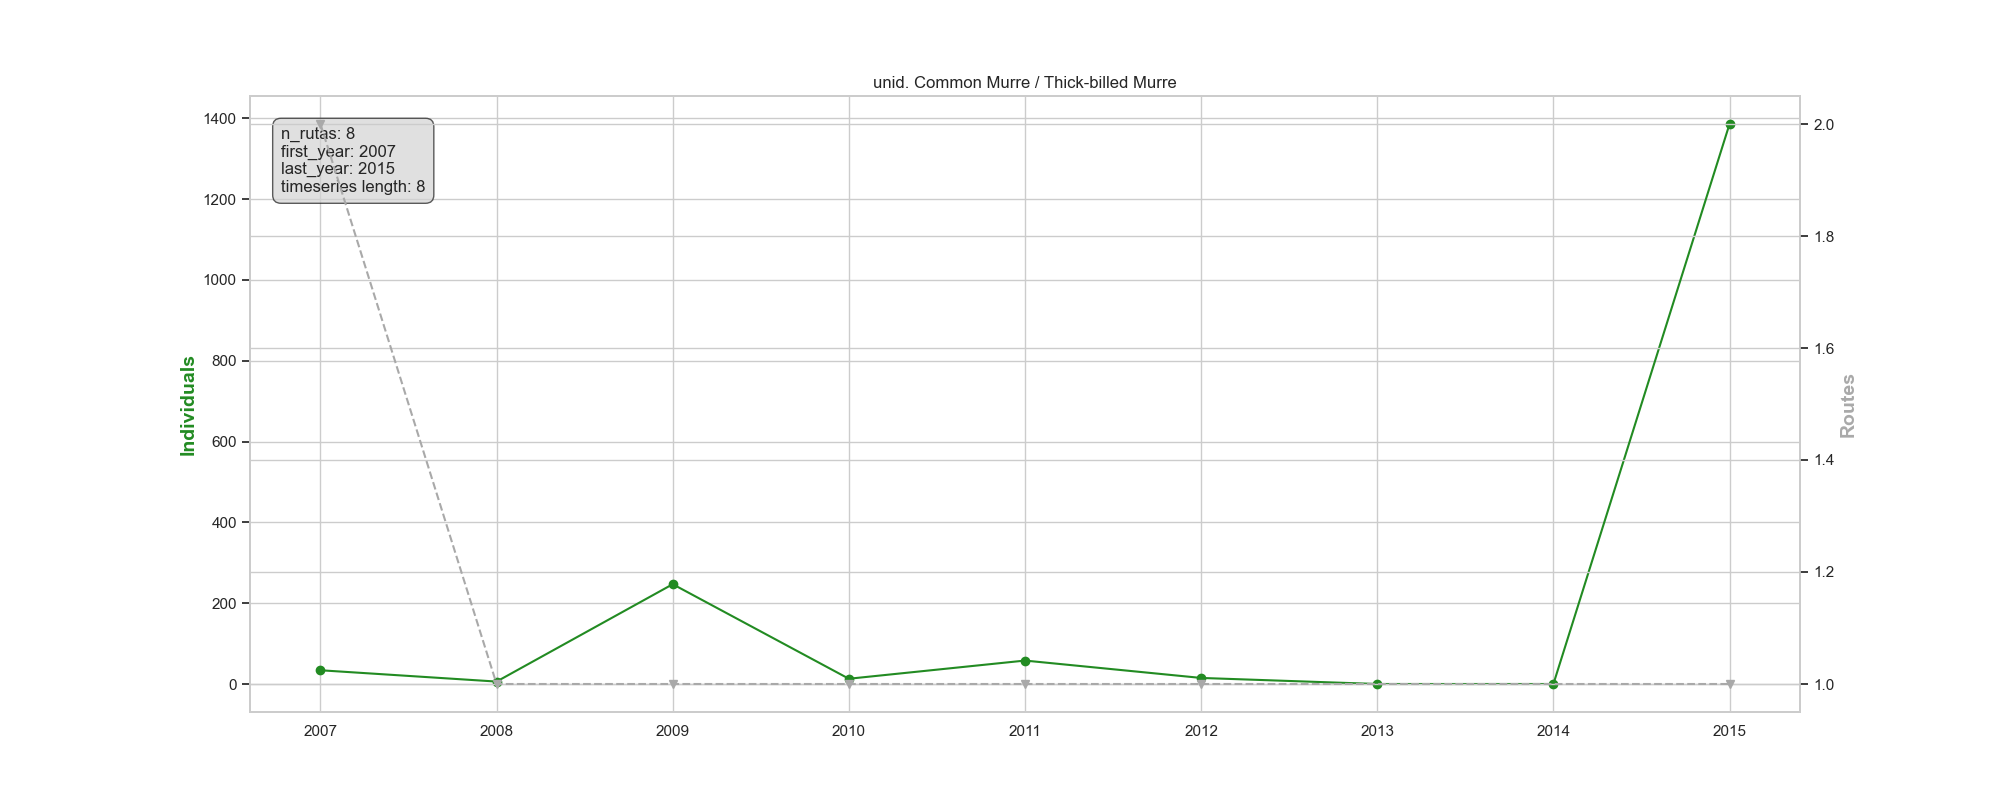 unid. Common Murre / Thick-billed Murre
n_rutas: 8
first_year: 2007
last_year: 2015
timeseries length: 8
1400
1200
1000
800
600
400
200
0
Individuals
2.0
1.8
1.6
1.4
1.2
1.0
Routes
2007 2008 2009 2010 2011 2012 2013 2014 2015